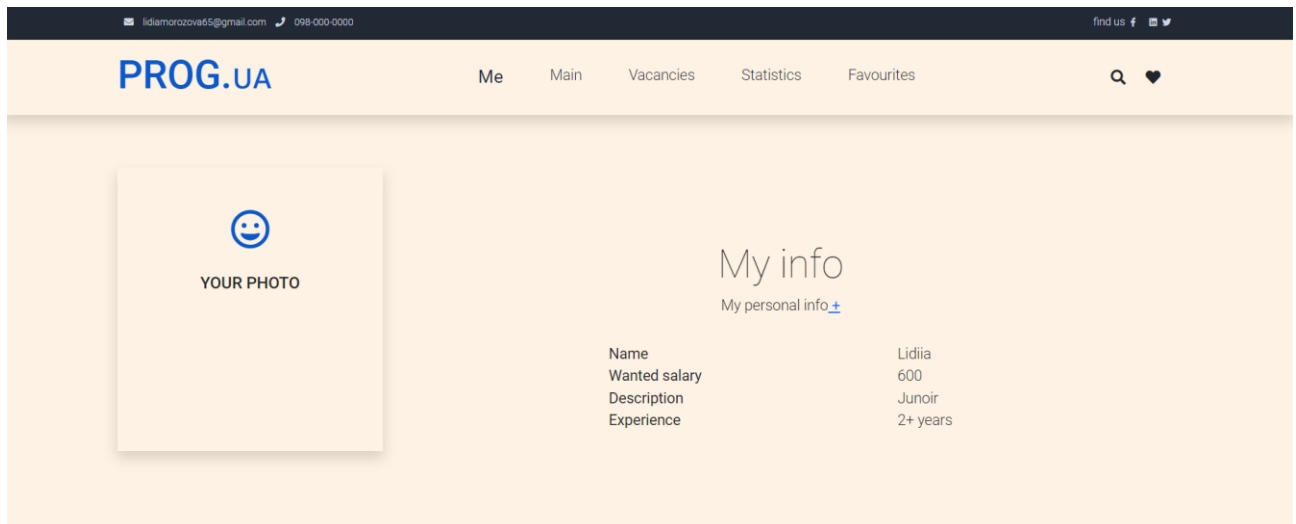 lidiamorozova65@gmail.com 098-000-0000 find us
PROG.UA Me Main Vacancies Statistics Favourites
YOUR PHOTO
My info
My personal info +
Name Lidiia
Wanted salary 600
Description Junoir
Experience 2+ years